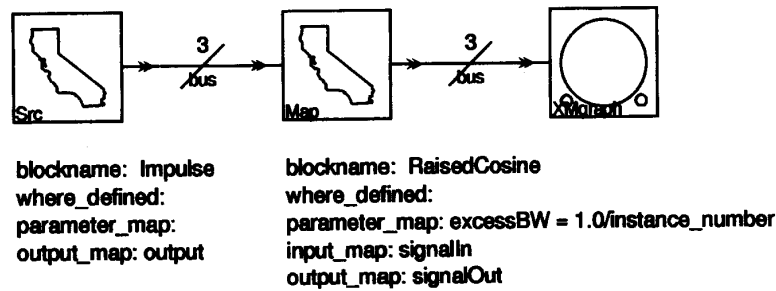 3
bus
3
bus
Src
Map
XMgraph
blockname: Impulse
where_defined:
parameter_map:
output_map: output
blockname: RaisedCosine
where_defined:
parameter_map: excessBW = 1.0/instance_number
input_map: signalIn
output_map: signalOut